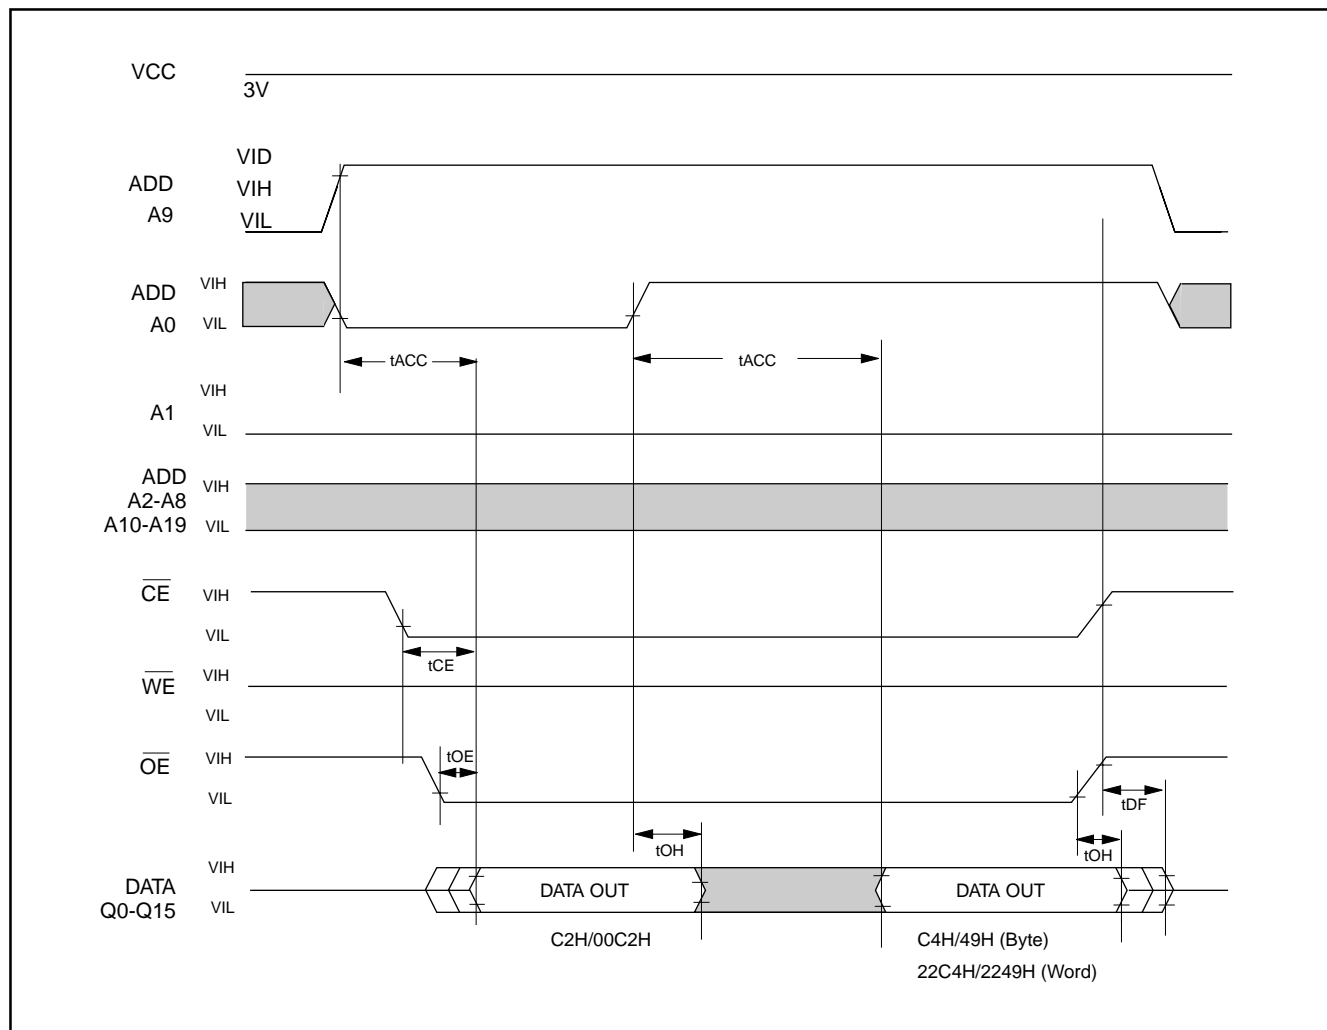 VCC
3V
VID
ADD
VIH
A9
VIL
ADD
VIH
A0
VIL
tACC
tACC
VIH
A1
VIL
ADD
VIH
A2-A8
A10-A19
VIL
CE
VIH
VIL
tCE
VIH
WE
VIL
OE
VIH
tOE
VIL
tDF
tOH
tOH
VIH
DATA
DATA OUT
DATA OUT
Q0-Q15
VIL
C2H/00C2H
C4H/49H (Byte)
22C4H/2249H (Word)